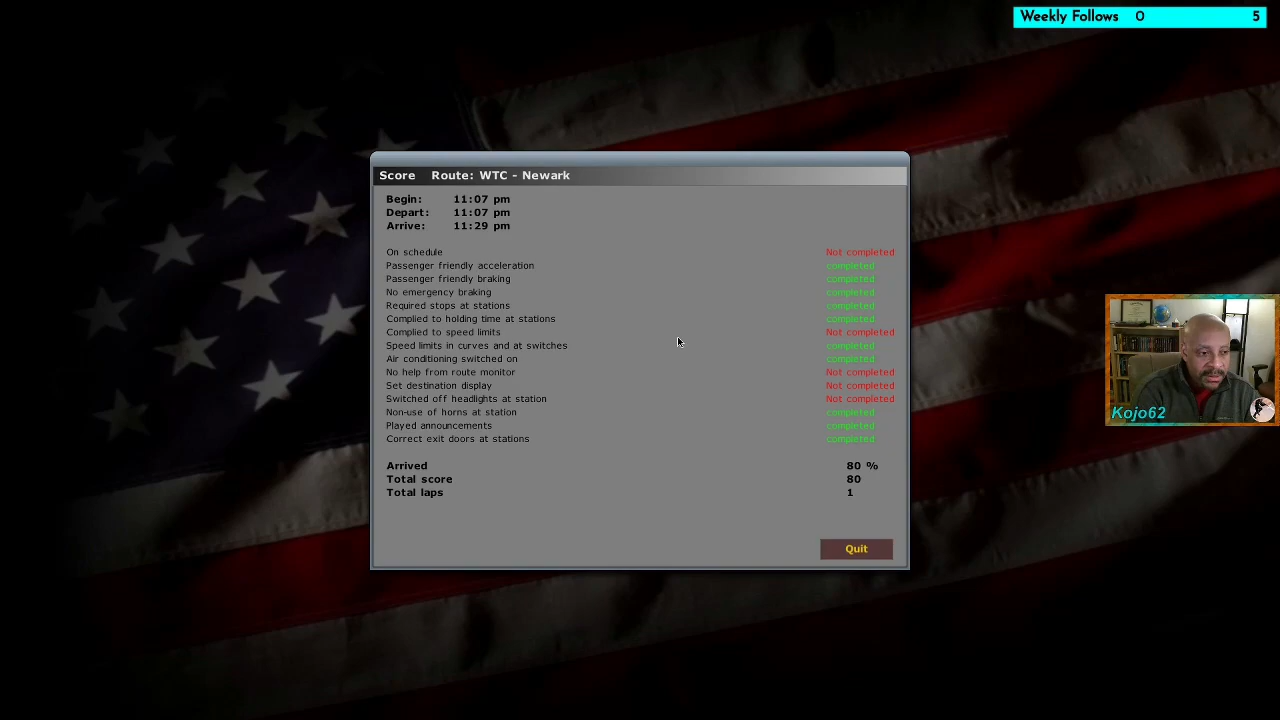 Weekly Follows 0 5
Score Route: WTC - Newark
Begin: 11:07 pm
Depart: 11:07 pm
Arrive: 11:29 pm
On schedule Not completed
Passenger friendly acceleration completed
Passenger friendly braking completed
No emergency braking completed
Required stops at stations completed
Complied to holding time at stations completed
Complied to speed limits Not completed
Speed limits in curves and at switches completed
Air conditioning switched on completed
No help from route monitor Not completed
Set destination display Not completed
Switched off headlights at station Not completed
Non-use of horns at station completed
Played announcements completed
Correct exit doors at stations completed
Arrived 80 %
Total score 80
Total laps 1
Quit
Kojo62